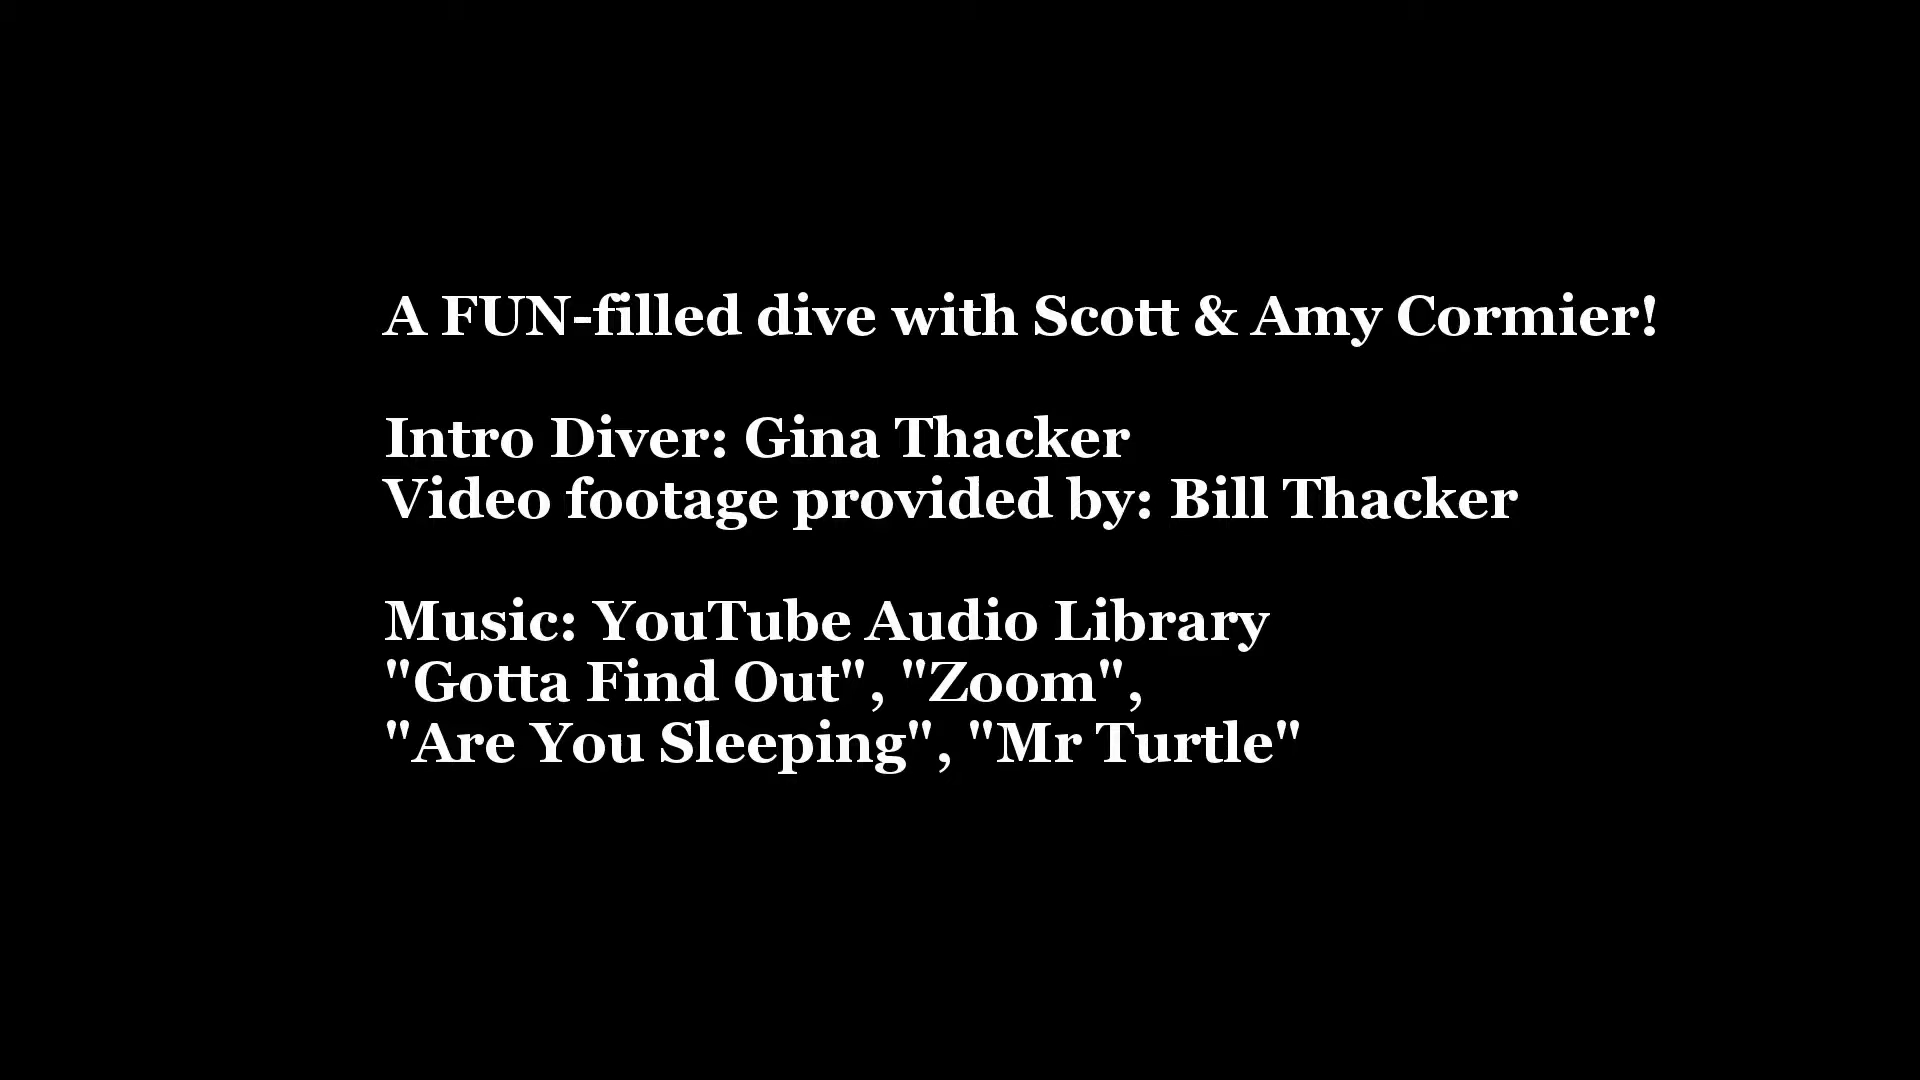 A FUN-filled dive with Scott & Amy Cormier!
Intro Diver: Gina Thacker
Video footage provided by: Bill Thacker
Music: YouTube Audio Library
"Gotta Find Out", "Zoom",
"Are You Sleeping", "Mr Turtle"